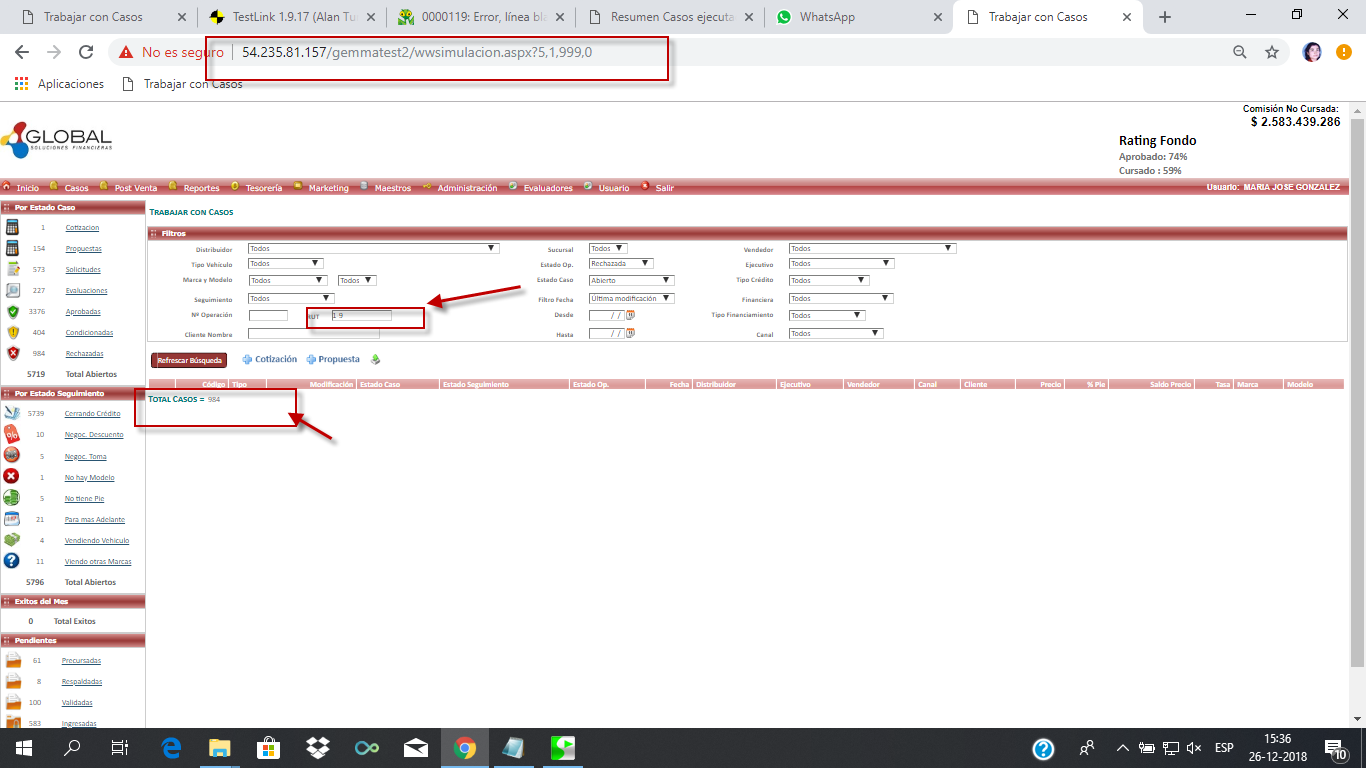 Trabajar con Casos
TestLink 1.9.17 (Alan Tu
0000119: Error, línea bla
Resumen Casos ejecuta
WhatsApp
Trabajar con Casos
No es seguro
54.235.81.157/gemmatest2/wwsimulacion.aspx?5,1,999,0
Aplicaciones
Trabajar con Casos
GLOBAL
SOLUCIONES FINANCIERAS
Comisión No Cursada:
$ 2.583.439.286
Rating Fondo
Aprobado: 74%
Cursado : 59%
Inicio Casos Post Venta Reportes Tesorería Marketing Maestros Administración Evaluadores Usuario Salir
Usuario: MARIA JOSE GONZALEZ
Por Estado Caso
1 Cotizacion
154 Propuestas
573 Solicitudes
227 Evaluaciones
3376 Aprobadas
404 Condicionadas
984 Rechazadas
5719 Total Abiertos
Por Estado Seguimiento
5739 Cerrando Crédito
10 Negoc. Descuento
5 Negoc. Toma
1 No hay Modelo
5 No tiene Pie
21 Para mas Adelante
4 Vendiendo Vehiculo
11 Viendo otras Marcas
5796 Total Abiertos
Exitos del Mes
0 Total Exitos
Pendientes
61 Precursadas
8 Respaldadas
100 Validadas
583 Ingresadas
TRABAJAR CON CASOS
Filtros
Distribuidor Todos Sucursal Todos Vendedor Todos
Tipo Vehículo Todos Estado Op. Rechazada Ejecutivo Todos
Marca y Modelo Todos Todos Estado Caso Abierto Tipo Crédito Todos
Seguimiento Todos Filtro Fecha Última modificación Financiera Todos
Nº Operación RUT 1-9 Desde / / Tipo Financiamiento Todos
Cliente Nombre Hasta / / Canal Todos
Refrescar Búsqueda Cotización Propuesta
Código Tipo Modificación Estado Caso Estado Seguimiento Estado Op. Fecha Distribuidor Ejecutivo Vendedor Canal Cliente Precio % Pie Saldo Precio Tasa Marca Modelo
TOTAL CASOS = 984
ESP
15:36
26-12-2018
10